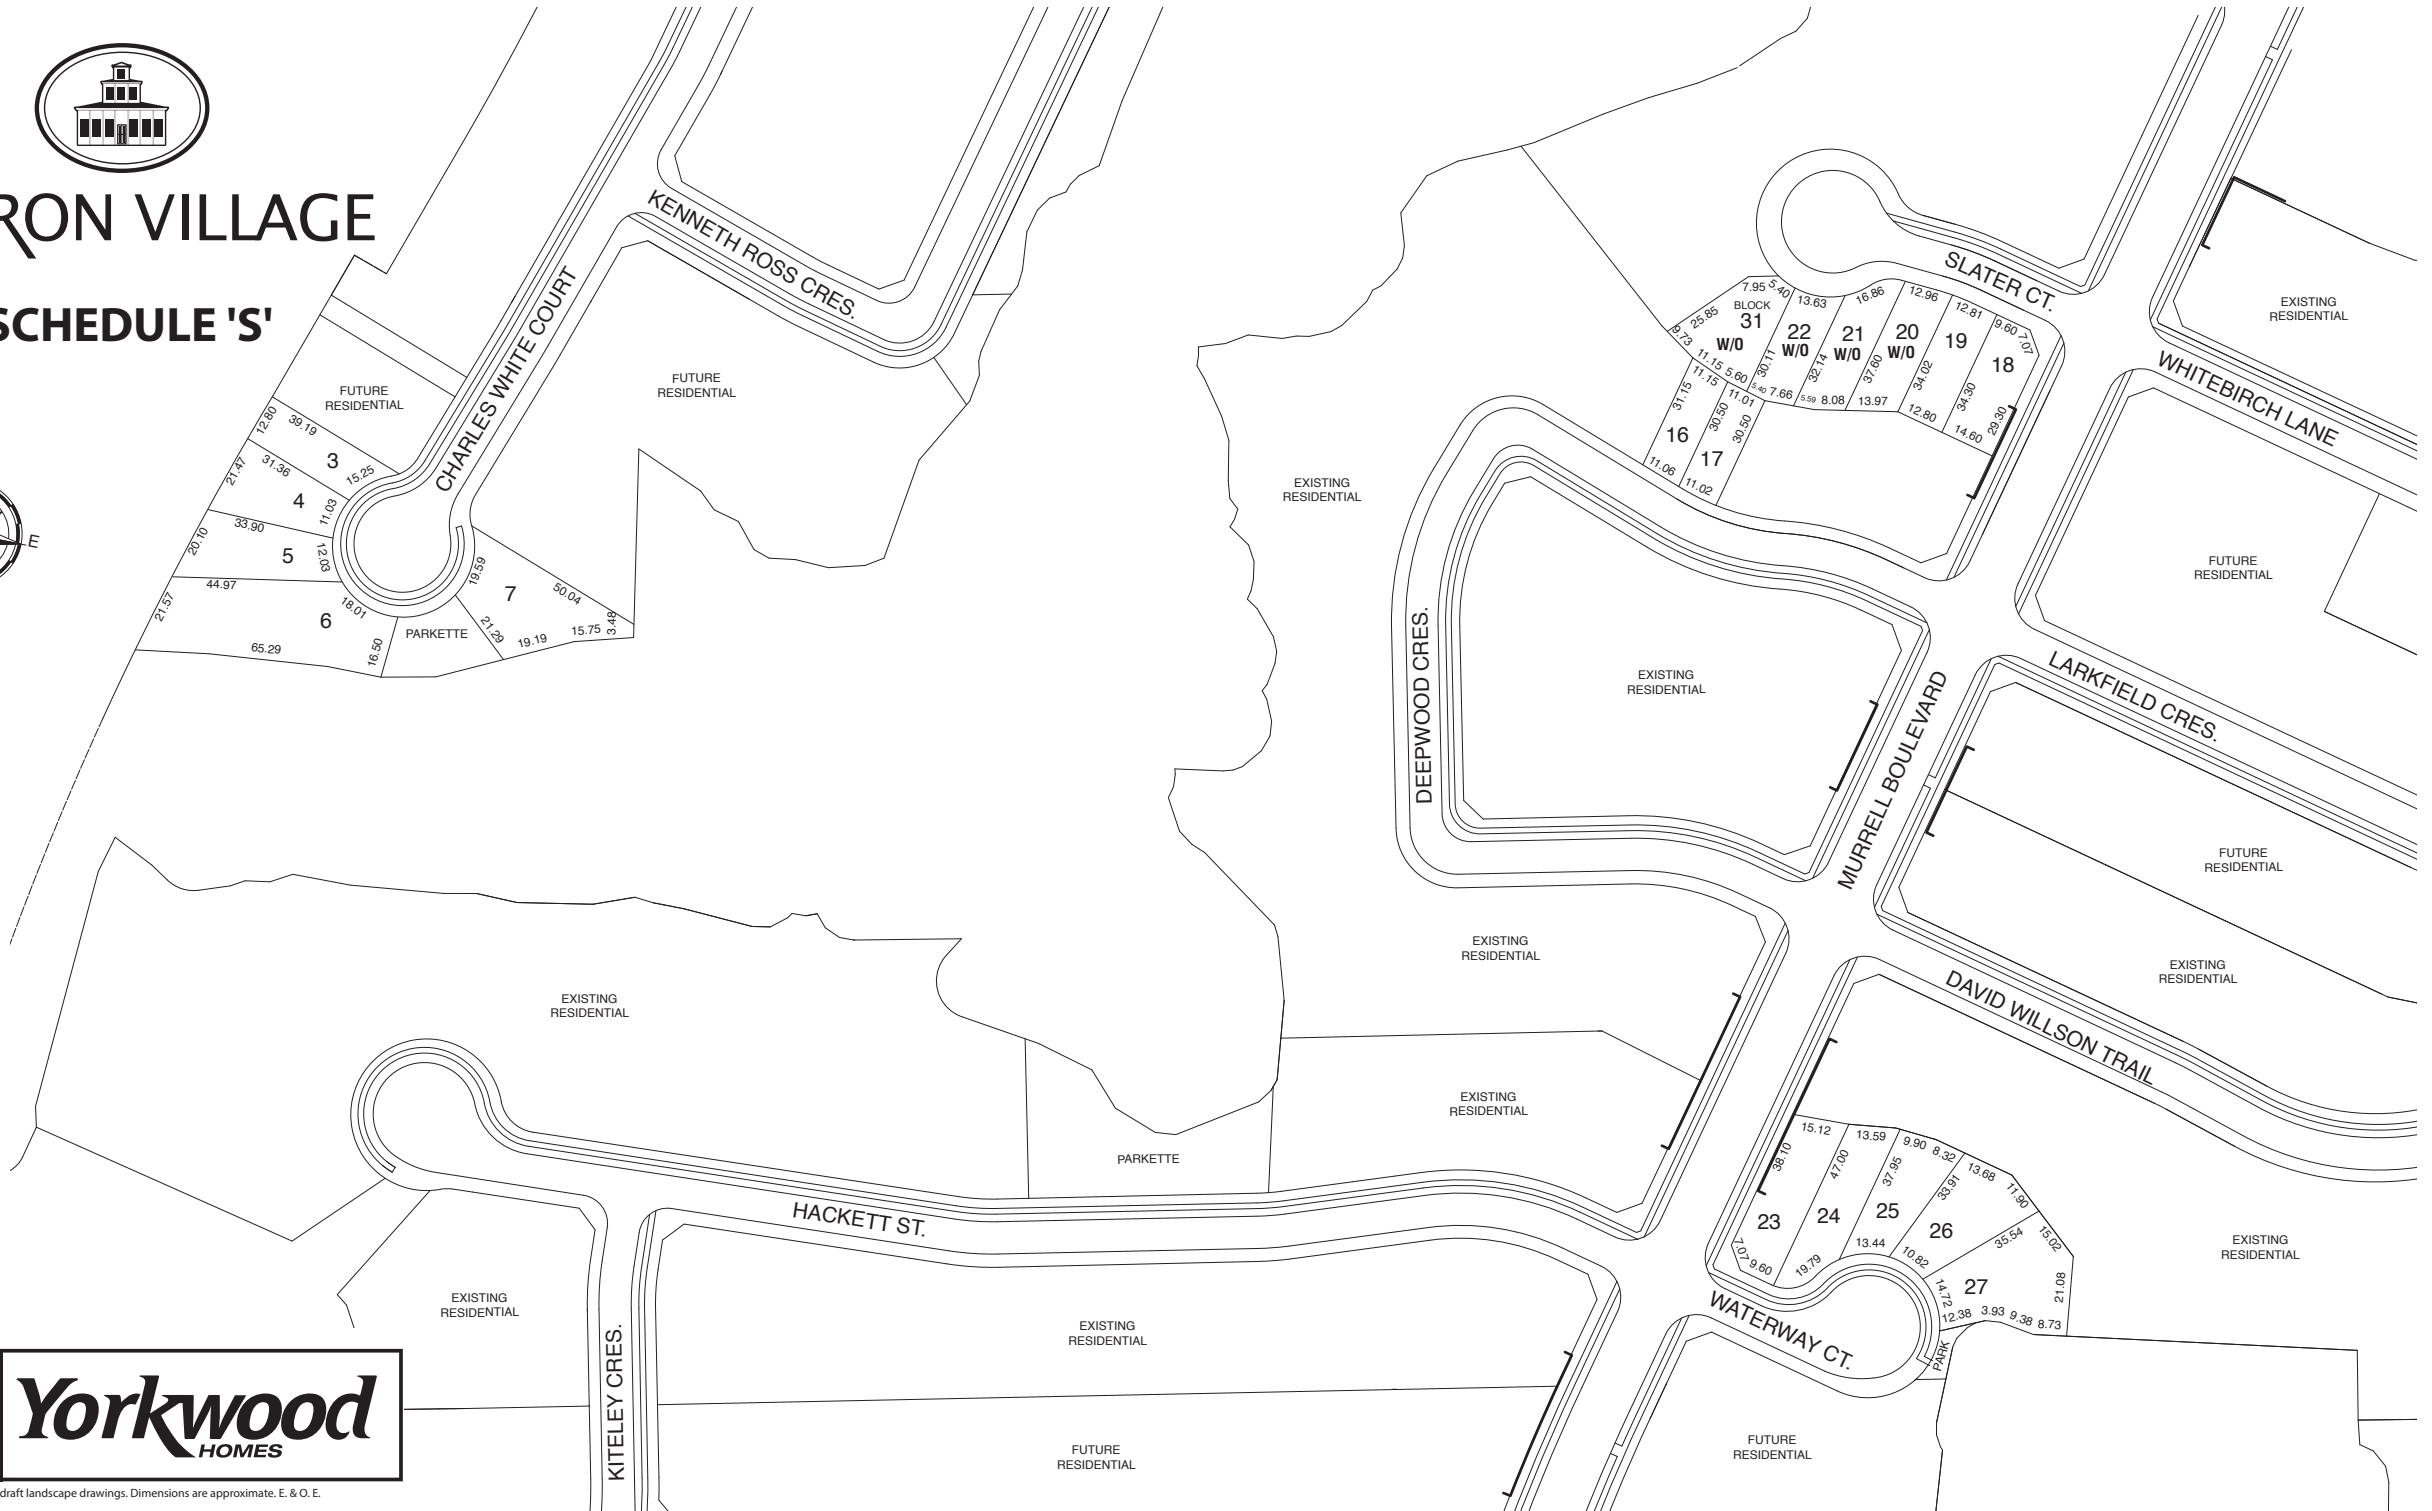 RON VILLAGE
SCHEDULE 'S'
E
KENNETH ROSS CRES.
CHARLES WHITE COURT
FUTURE
RESIDENTIAL
FUTURE
RESIDENTIAL
12.80
39.19
3
15.25
21.47
31.36
4
11.03
20.10
33.90
5
12.03
44.97
21.57
6
18.01
65.29
16.50
PARKETTE
19.59
7
50.04
21.29
19.19
15.75
3.48
SLATER CT.
7.95
5.40
BLOCK
31
W/O
25.85
9.73
11.15
5.60
13.63
22
W/O
30.11
5.40
7.66
16.86
21
W/O
32.14
5.59
8.08
12.96
20
W/O
37.60
13.97
12.81
19
34.02
12.80
9.60
7.07
18
34.30
14.60
29.30
11.15
31.15
16
11.06
11.01
30.50
30.50
17
11.02
EXISTING
RESIDENTIAL
WHITEBIRCH LANE
EXISTING
RESIDENTIAL
FUTURE
RESIDENTIAL
DEEPWOOD CRES.
EXISTING
RESIDENTIAL
MURRELL BOULEVARD
LARKFIELD CRES.
FUTURE
RESIDENTIAL
EXISTING
RESIDENTIAL
DAVID WILLSON TRAIL
EXISTING
RESIDENTIAL
EXISTING
RESIDENTIAL
EXISTING
RESIDENTIAL
PARKETTE
HACKETT ST.
15.12
13.59
9.90
8.32
13.68
11.90
38.10
47.00
37.95
33.91
23
24
25
26
7.07
9.60
19.79
13.44
10.82
35.54
15.02
27
14.72
21.08
12.38
3.93
9.38
8.73
PARK
WATERWAY CT.
EXISTING
RESIDENTIAL
EXISTING
RESIDENTIAL
EXISTING
RESIDENTIAL
KITELEY CRES.
FUTURE
RESIDENTIAL
FUTURE
RESIDENTIAL
Yorkwood
HOMES
draft landscape drawings. Dimensions are approximate. E. & O. E.